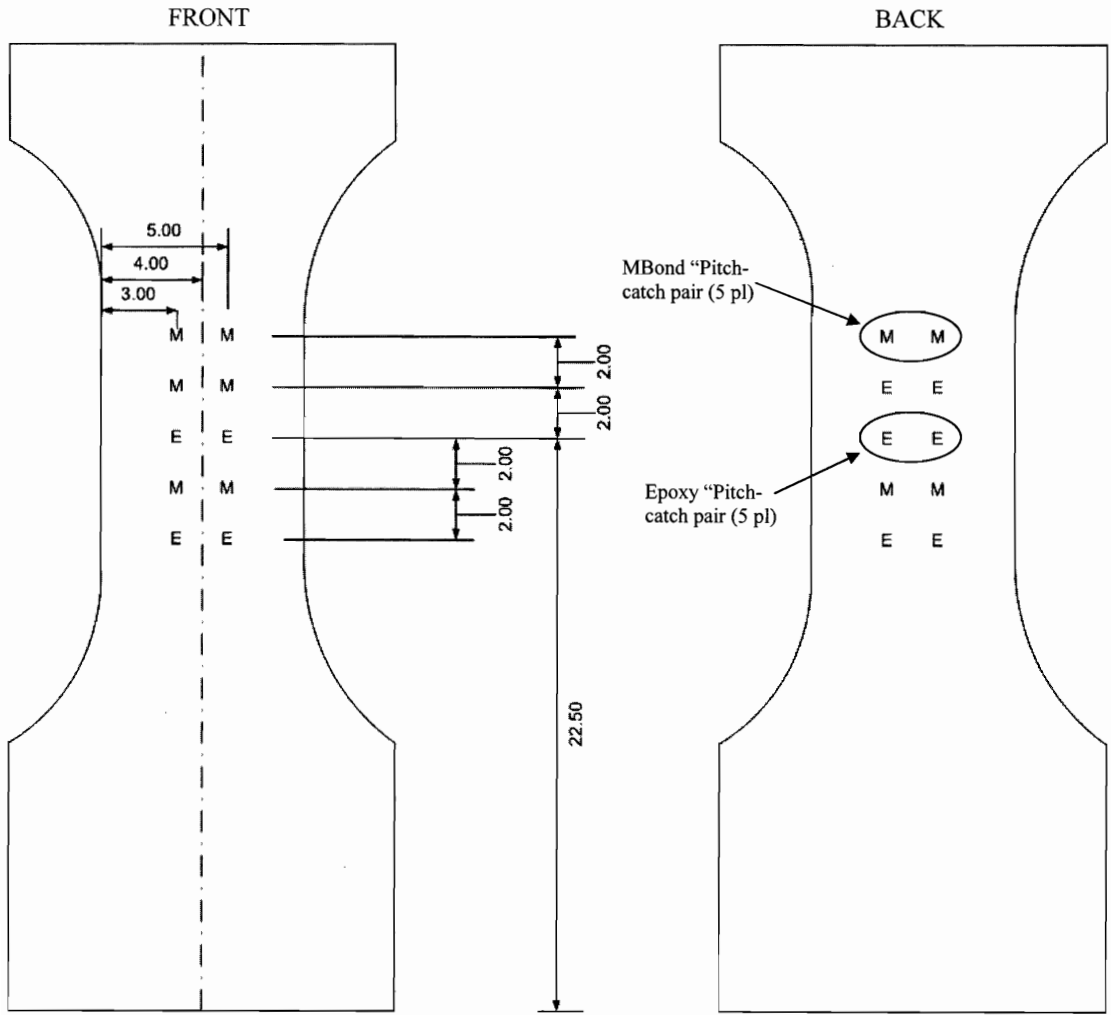 FRONT
BACK
5.00
4.00
3.00
M M
M M
E E
M M
E E
2.00
2.00
2.00
2.00
22.50
MBond “Pitch-
catch pair (5 pl)
M M
E E
E E
M M
E E
Epoxy “Pitch-
catch pair (5 pl)